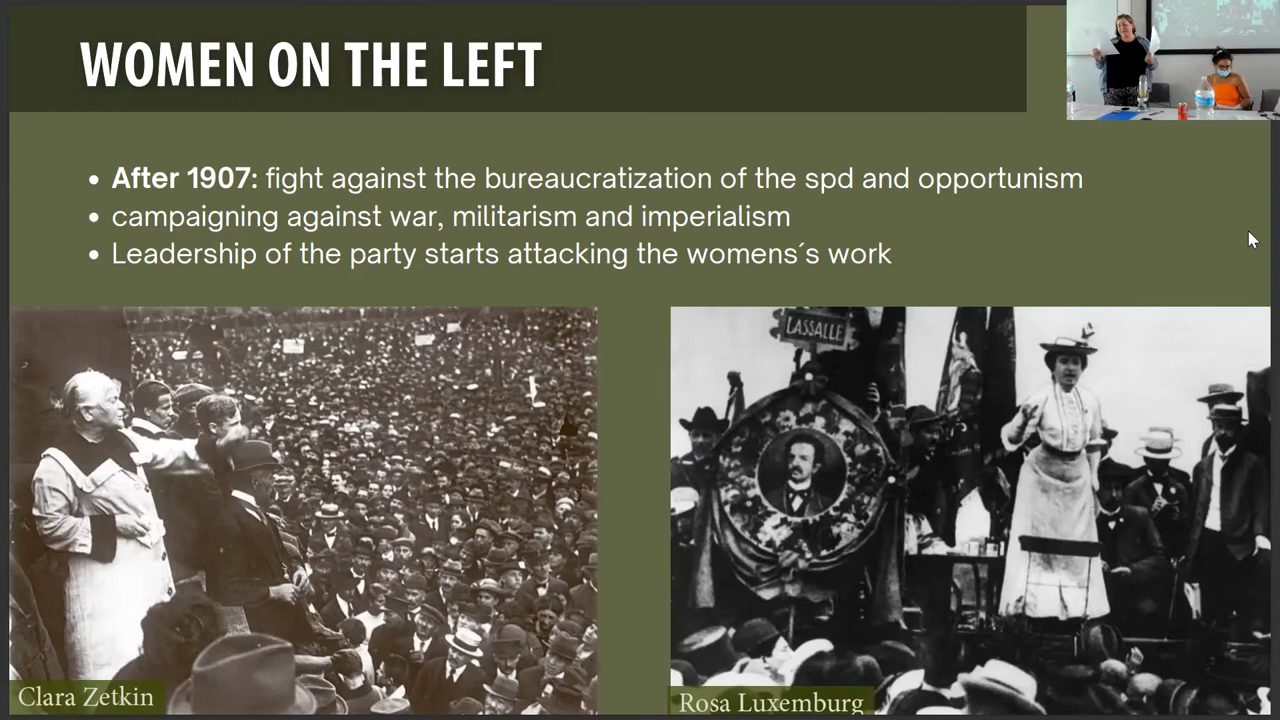 WOMEN ON THE LEFT
• After 1907: fight against the bureaucratization of the spd and opportunism
• campaigning against war, militarism and imperialism
• Leadership of the party starts attacking the womens´s work
LASSALLE
Clara Zetkin
Rosa Luxemburg